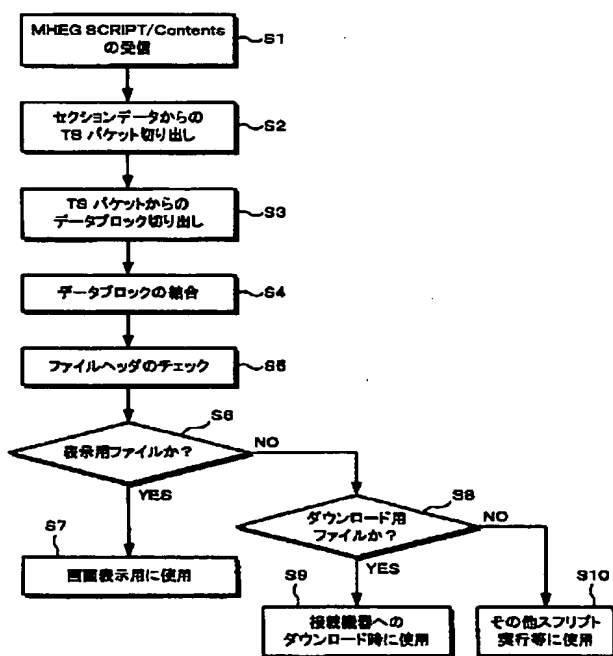 MHEG SCRIPT/Contents
の受信
S1
セクションデータからの
TS パケット切り出し
S2
TS パケットからの
データブロック切り出し
S3
データブロックの結合
S4
ファイルヘッダのチェック
S5
S6
表示用ファイルか?
NO
YES
S7
画面表示用に使用
S8
ダウンロード用
ファイルか?
NO
YES
S9
接続機器への
ダウンロード時に使用
S10
その他スクリプト
実行等に使用